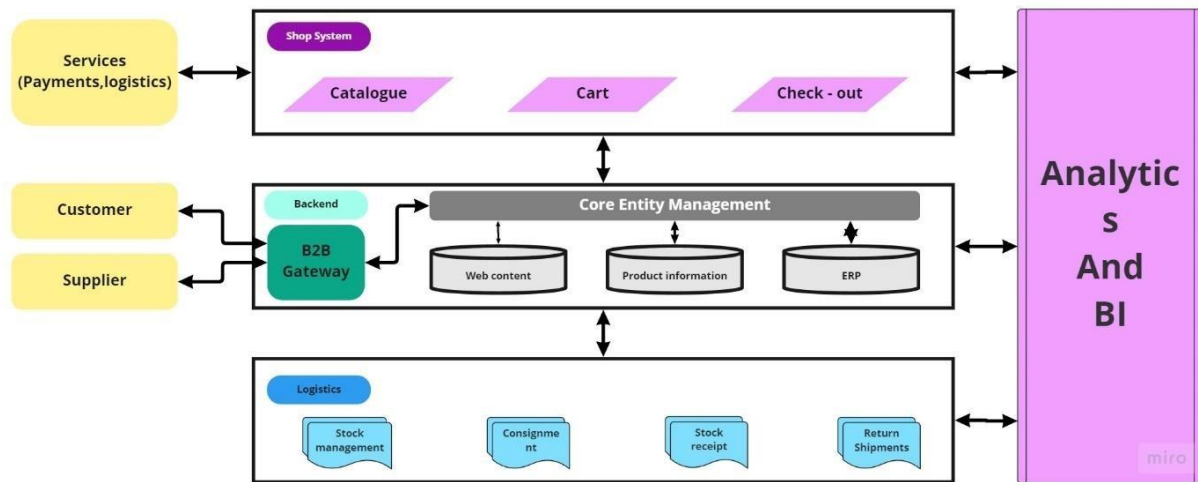 Services
(Payments,logistics)
Shop System
Catalogue
Cart
Check - out
Customer
Supplier
Backend
B2B
Gateway
Core Entity Management
Web content
Product information
ERP
Logistics
Stock
management
Consignme
nt
Stock
receipt
Return
Shipments
Analytic
s
And
BI
miro